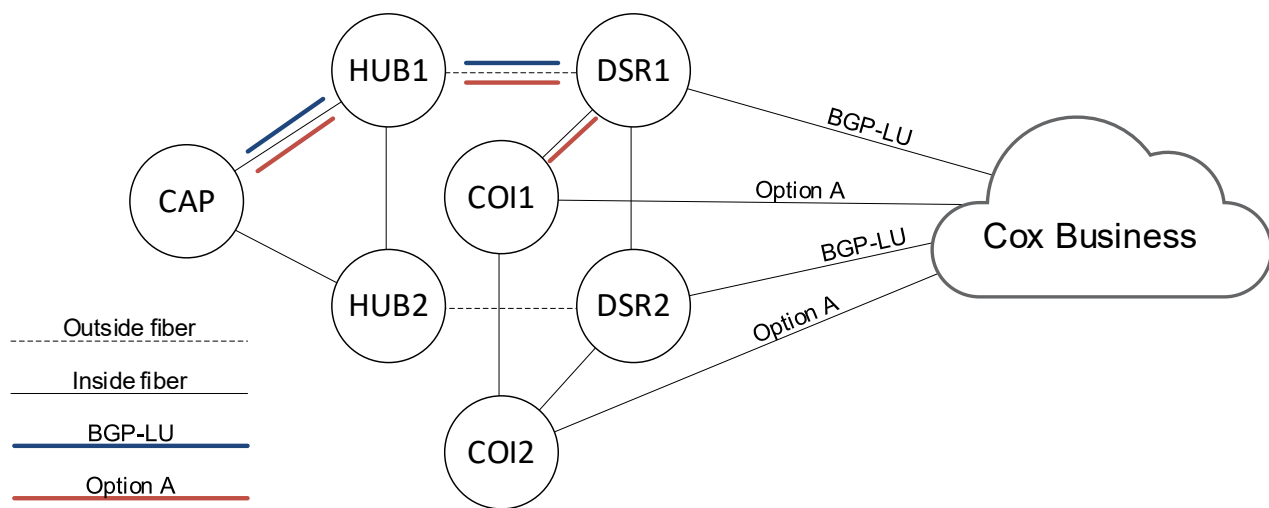 HUB1
DSR1
BGP-LU
CAP
COI1
Option A
BGP-LU
Cox Business
HUB2
DSR2
Option A
Outside fiber
Inside fiber
BGP-LU
COI2
Option A